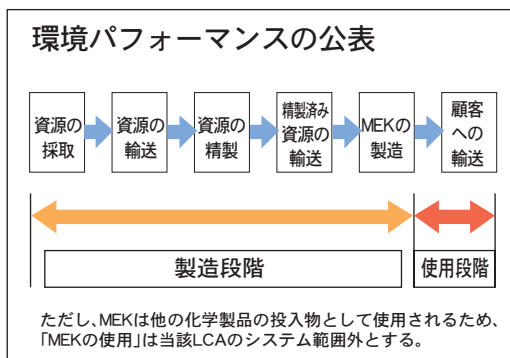 環境パフォーマンスの公表
資源の
採取
資源の
輸送
資源の
精製
精製済み
資源の
輸送
MEKの
製造
顧客
への
輸送
製造段階
使用段階
ただし、MEKは他の化学製品の投入物として使用されるため、
「MEKの使用」は当該LCAのシステム範囲外とする。